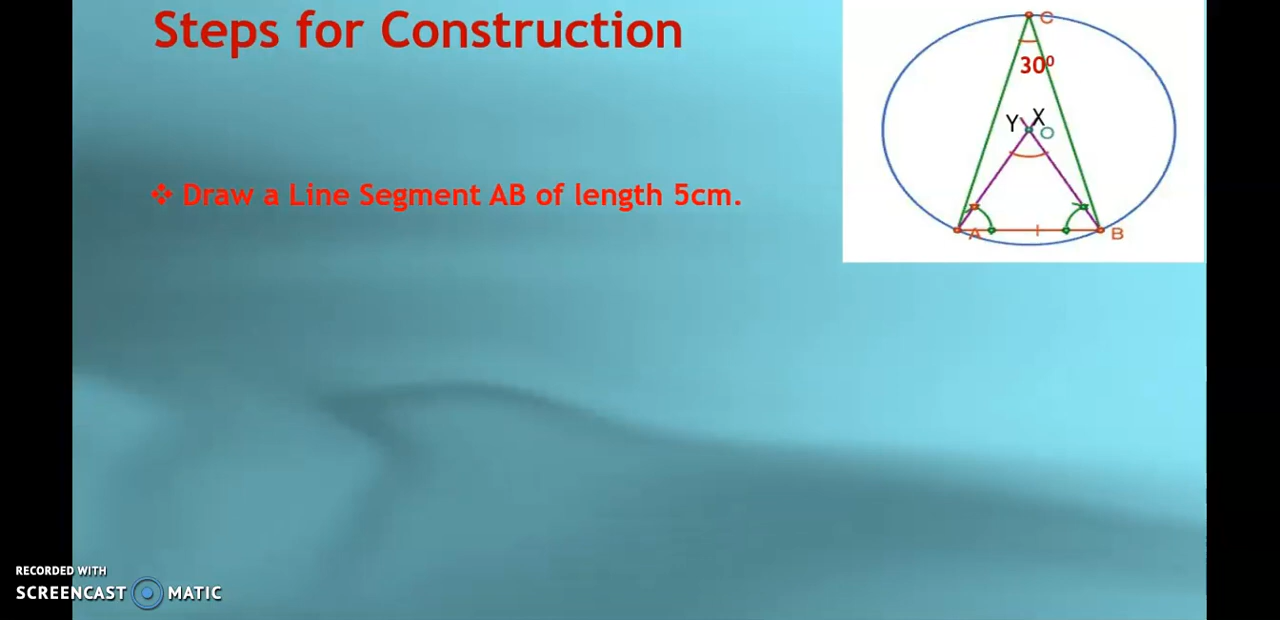 Steps for Construction
C
30⁰
Y X
O
❖ Draw a Line Segment AB of length 5cm.
A B
RECORDED WITH
SCREENCAST MATIC